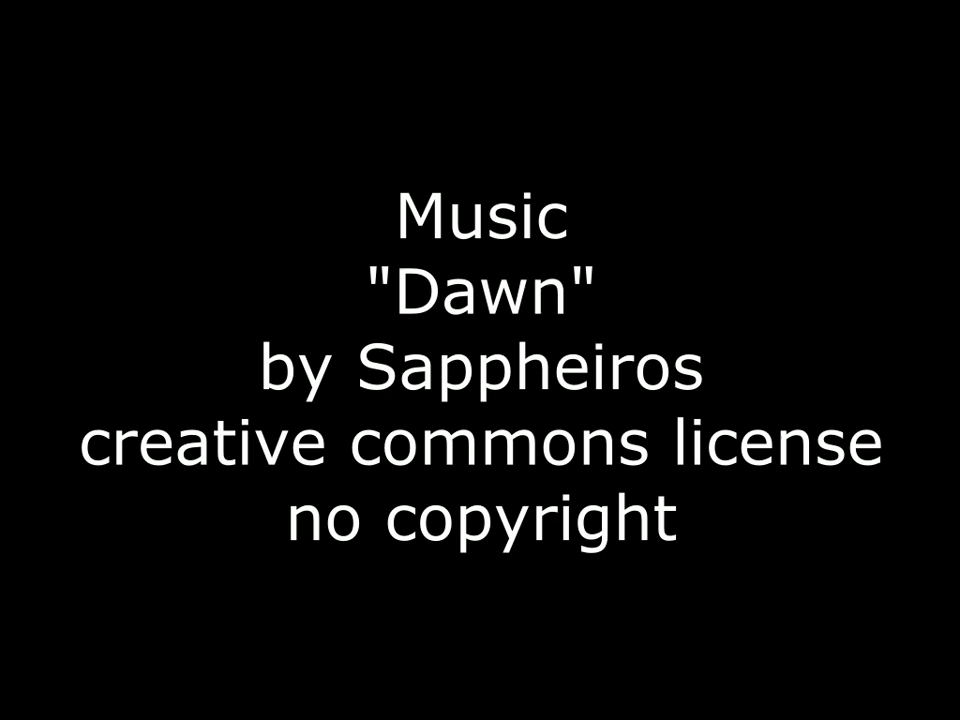 Music
"Dawn"
by Sappheiros
creative commons license
no copyright